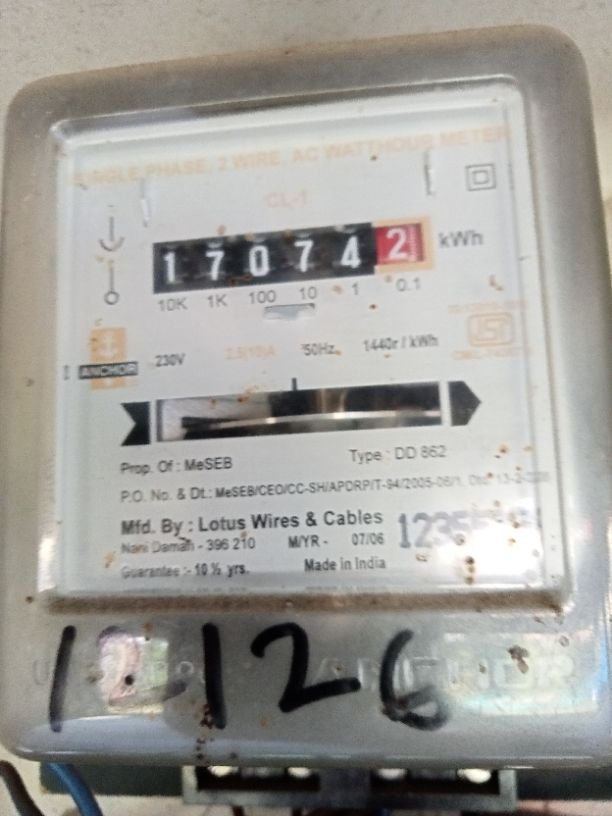 SINGLE PHASE, 2 WIRE, AC WATTHOUR METER
CL-1
17074 2 kWh
10K 1K 100 10 1 0.1
ANCHOR 230V 2.5(10)A 50Hz. 1440r / kWh
Prop. Of : MeSEB Type : DD 862
P.O. No. & Dt.: MeSEB/CEO/CC-SH/APDRP/T-94/2005-06/1,
Mfd. By : Lotus Wires & Cables
Nani Daman - 396 210 M/YR - 07/06
Guarantee :- 10 ½ yrs. Made in India
ANCHOR
12126